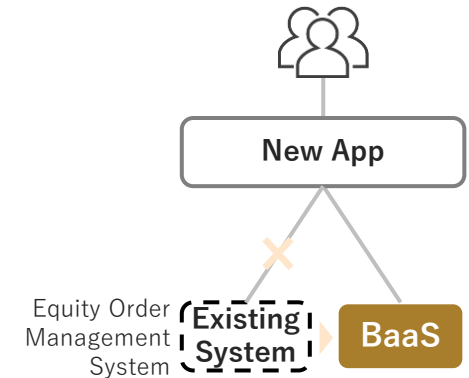 New App
Equity Order
Management
System
Existing
System
BaaS